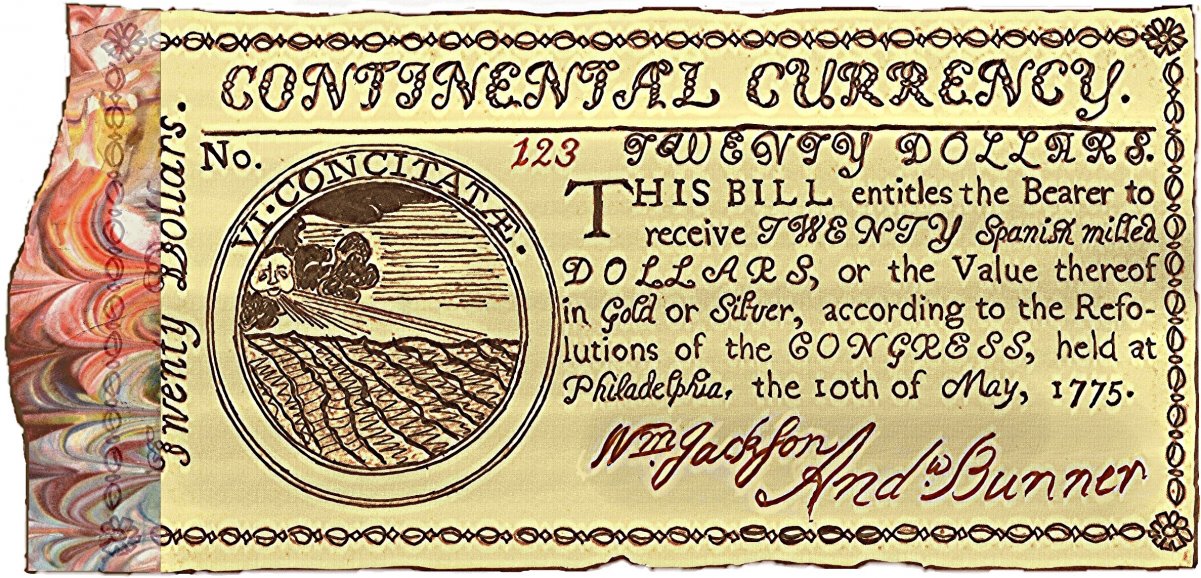 CONTINENTAL CURRENCY.
Twenty Dollars.
No. 123 TWENTY DOLLARS.
VI·CONCITATÆ.
THIS BILL entitles the Bearer to
receive TWENTY Spanish milled
DOLLARS, or the Value thereof
in Gold or Silver, according to the Reſo-
lutions of the CONGRESS, held at
Philadelphia, the 10th of May, 1775.
Wm. Jackſon
Andw Bunner